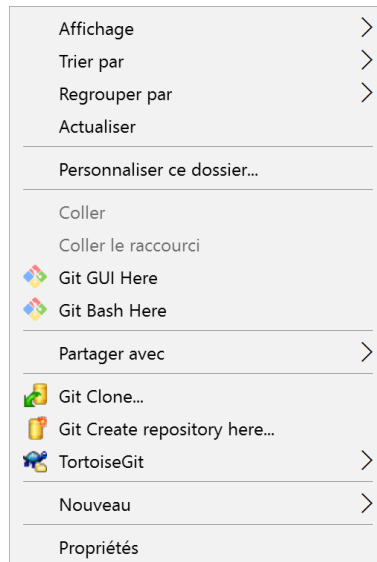 Affichage
Trier par
Regrouper par
Actualiser
Personnaliser ce dossier...
Coller
Coller le raccourci
Git GUI Here
Git Bash Here
Partager avec
Git Clone...
Git Create repository here...
TortoiseGit
Nouveau
Propriétés